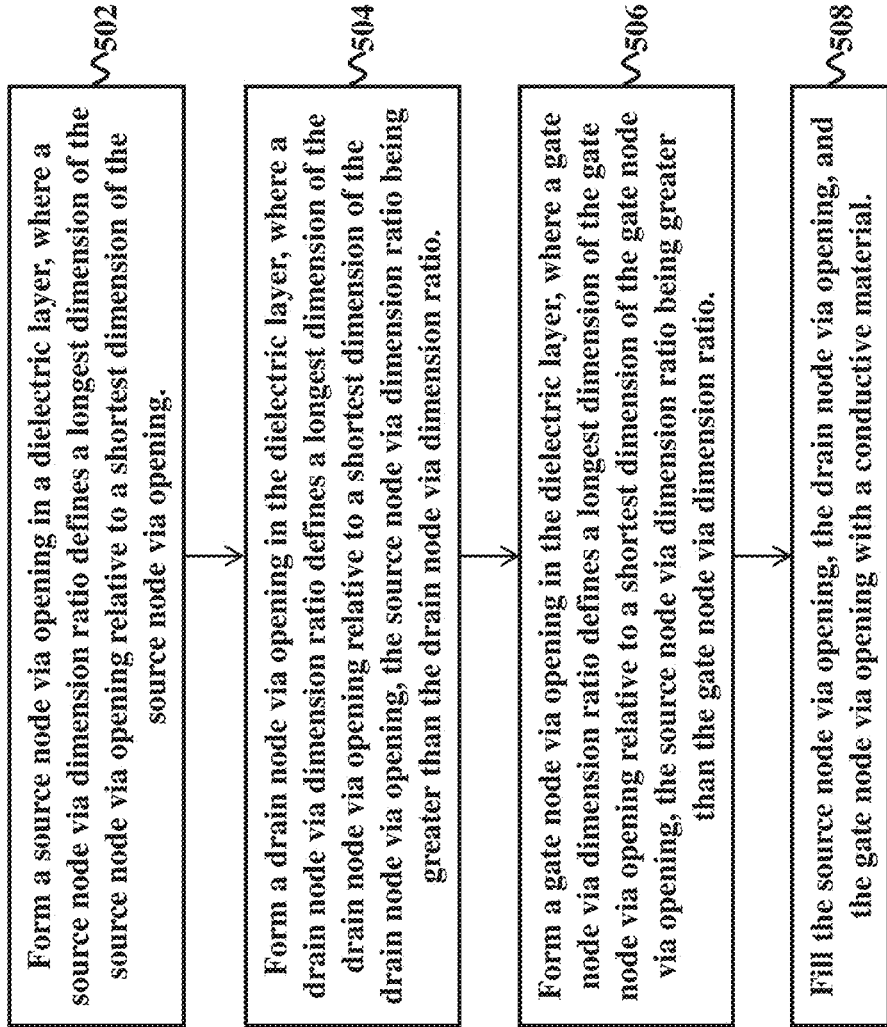 Form a source node via opening in a dielectric layer, where a
source node via dimension ratio defines a longest dimension of the
source node via opening relative to a shortest dimension of the
source node via opening.
502
Form a drain node via opening in the dielectric layer, where a
drain node via dimension ratio defines a longest dimension of the
drain node via opening relative to a shortest dimension of the
drain node via opening, the source node via dimension ratio being
greater than the drain node via dimension ratio.
504
Form a gate node via opening in the dielectric layer, where a gate
node via dimension ratio defines a longest dimension of the gate
node via opening relative to a shortest dimension of the gate node
via opening, the source node via dimension ratio being greater
than the gate node via dimension ratio.
506
Fill the source node via opening, the drain node via opening, and
the gate node via opening with a conductive material.
508